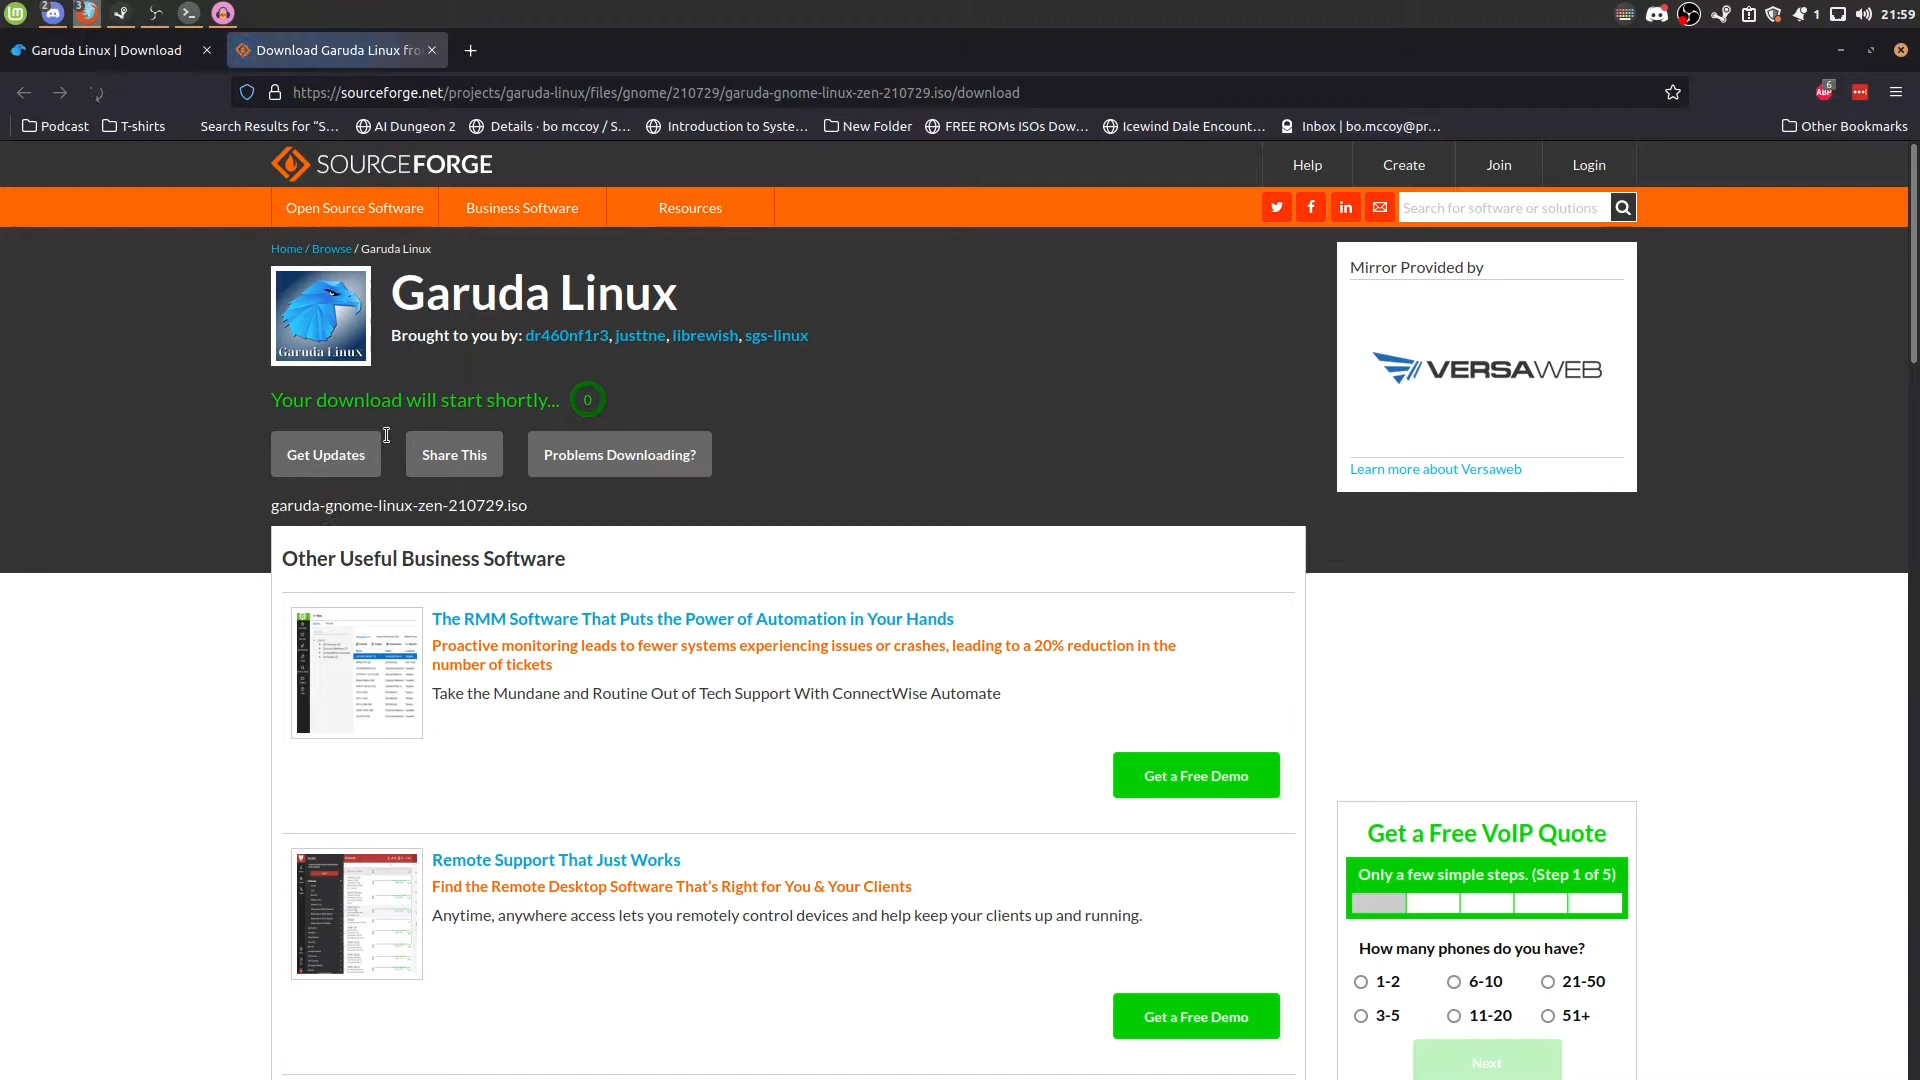 2
3
1
21:59
Garuda Linux | Download
Download Garuda Linux fro
https://sourceforge.net/projects/garuda-linux/files/gnome/210729/garuda-gnome-linux-zen-210729.iso/download
6
ABP
Podcast
T-shirts
Search Results for “S...
AI Dungeon 2
Details · bo mccoy / S...
Introduction to Syste...
New Folder
FREE ROMs ISOs Dow...
Icewind Dale Encount...
Inbox | bo.mccoy@pr...
Other Bookmarks
SOURCEFORGE
Help
Create
Join
Login
Open Source Software
Business Software
Resources
Search for software or solutions
Home / Browse / Garuda Linux
Garuda Linux
Garuda Linux
Brought to you by: dr460nf1r3, justtne, librewish, sgs-linux
Your download will start shortly... 0
Get Updates
Share This
Problems Downloading?
garuda-gnome-linux-zen-210729.iso
Mirror Provided by
VERSAWEB
Learn more about Versaweb
Other Useful Business Software
The RMM Software That Puts the Power of Automation in Your Hands
Proactive monitoring leads to fewer systems experiencing issues or crashes, leading to a 20% reduction in the
number of tickets
Take the Mundane and Routine Out of Tech Support With ConnectWise Automate
Get a Free Demo
Remote Support That Just Works
Find the Remote Desktop Software That’s Right for You & Your Clients
Anytime, anywhere access lets you remotely control devices and help keep your clients up and running.
Get a Free Demo
Get a Free VoIP Quote
Only a few simple steps. (Step 1 of 5)
How many phones do you have?
1-2
6-10
21-50
3-5
11-20
51+
Next